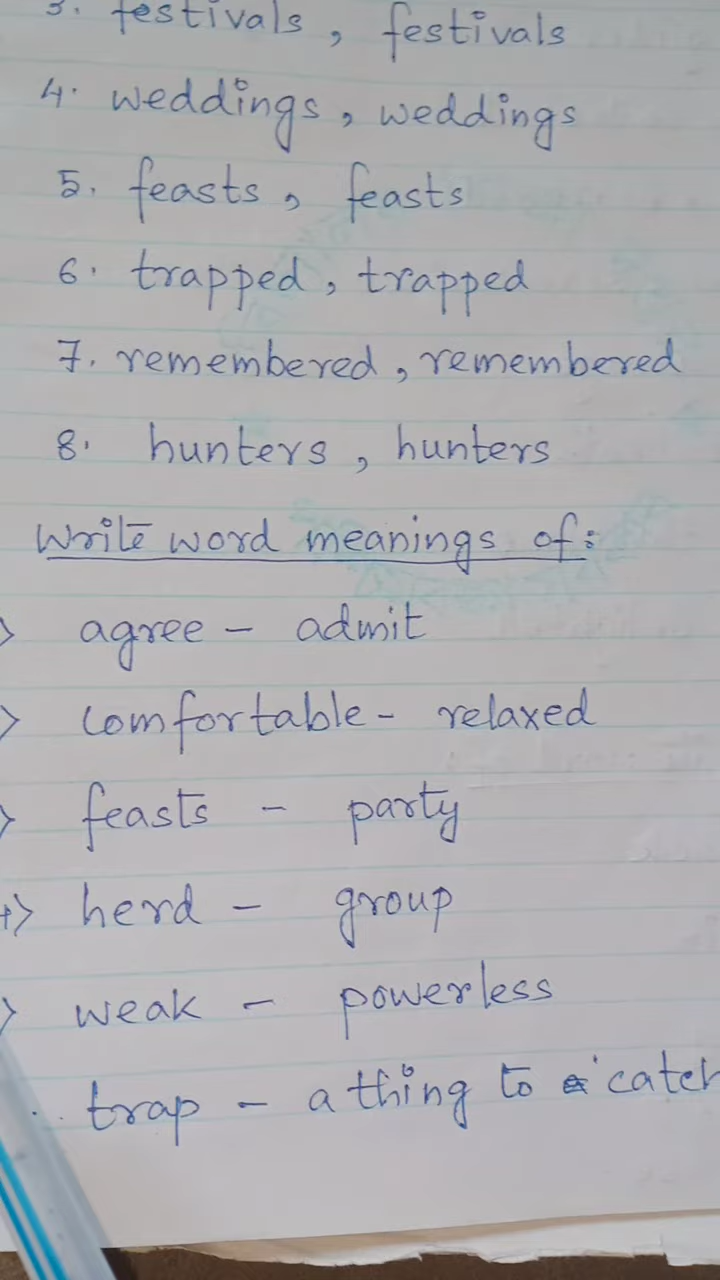 3. festivals, festivals
4. weddings, weddings
5. feasts, feasts
6. trapped, trapped
7. remembered, remembered
8. hunters, hunters
Write word meanings of:
> agree - admit
> comfortable - relaxed
> feasts - party
> herd - group
> weak - powerless
trap - a thing to catch